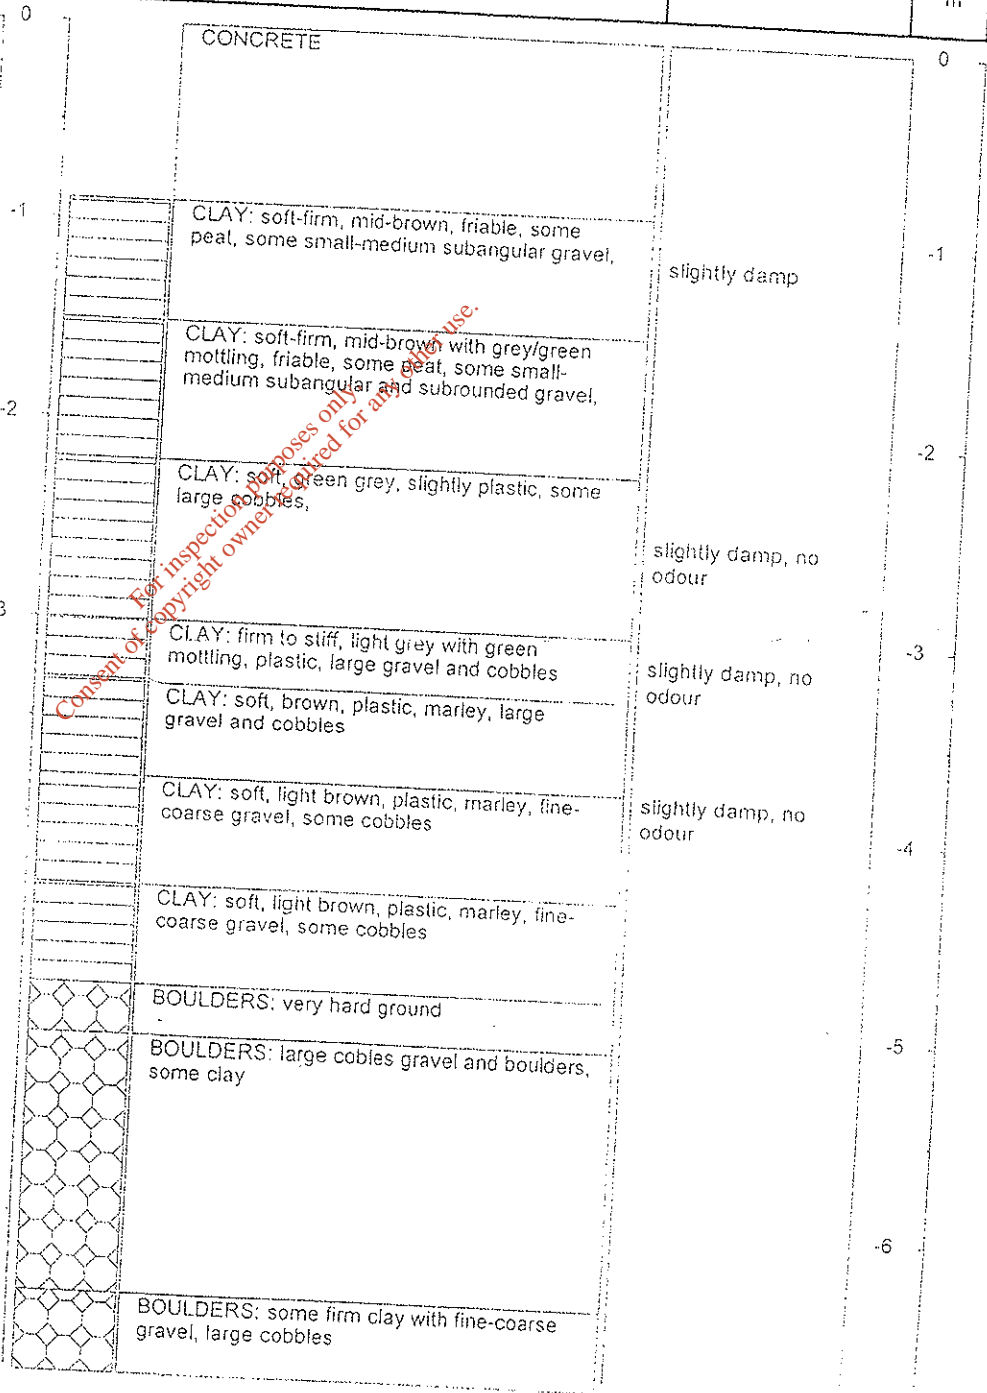 m
0
0
CONCRETE
-1
CLAY: soft-firm, mid-brown, friable, some
peat, some small-medium subangular gravel,
-1
slightly damp
CLAY: soft-firm, mid-brown with grey/green
mottling, friable, some peat, some small-
medium subangular and subrounded gravel,
-2
-2
CLAY: soft, green grey, slightly plastic, some
large cobbles,
slightly damp, no
odour
3
CLAY: firm to stiff, light grey with green
mottling, plastic, large gravel and cobbles
-3
slightly damp, no
odour
CLAY: soft, brown, plastic, marley, large
gravel and cobbles
CLAY: soft, light brown, plastic, marley, fine-
coarse gravel, some cobbles
slightly damp, no
odour
-4
CLAY: soft, light brown, plastic, marley, fine-
coarse gravel, some cobbles
BOULDERS: very hard ground
-5
BOULDERS: large cobles gravel and boulders,
some clay
-6
BOULDERS: some firm clay with fine-coarse
gravel, large cobbles
For inspection purposes only.
Consent of copyright owner required for any other use.